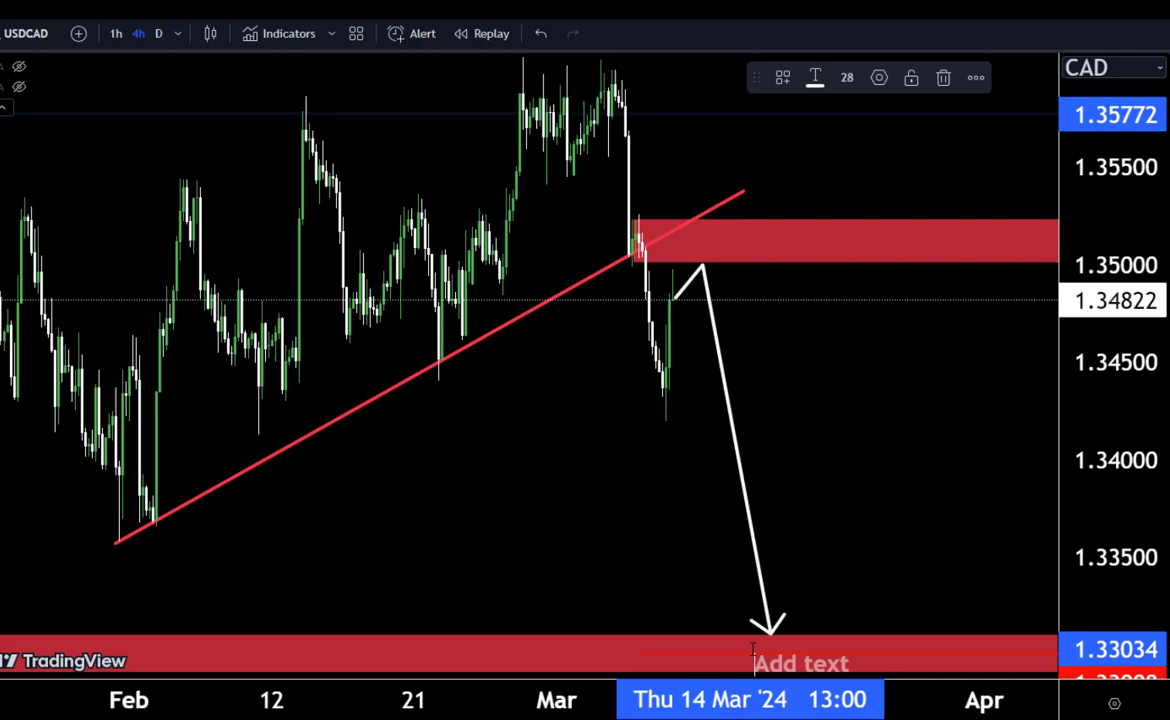 USDCAD 1h 4h D Indicators Alert Replay
CAD
28
1.35772
1.35500
1.35000
1.34822
1.34500
1.34000
1.33500
1.33034
Add text
TradingView
Feb 12 21 Mar Thu 14 Mar '24 13:00 Apr